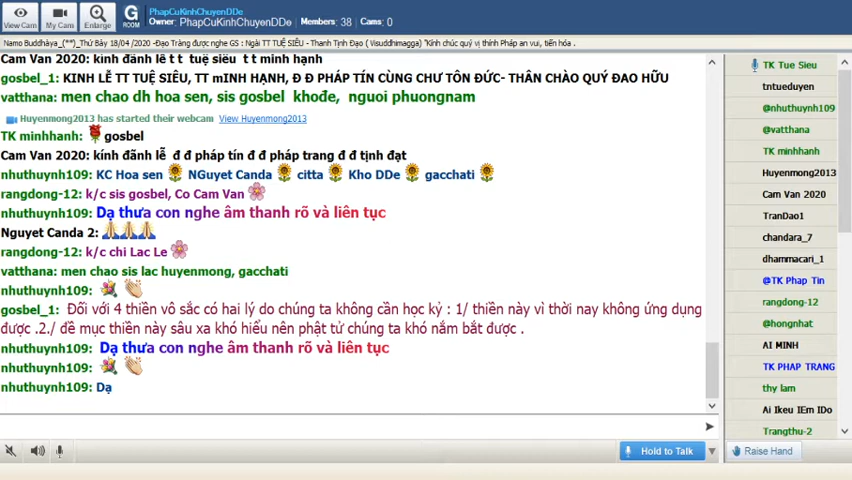 View Cam
My Cams
Enlarge
G ROOM
PhapCuKinhChuyenDDe
Owner: PhapCuKinhChuyenDDe Members: 38 Cams: 0
Namo Buddhàya_(**)_Thứ Bảy 18/04 /2020 -Đạo Tràng được nghe GS : Ngài TT TUỆ SIÊU - Thanh Tịnh Đạo ( Visuddhimagga) "Kính chúc quý vị thính Pháp an vui, tiến hóa .
Cam Van 2020: kính đãnh lê t t tuệ siêu t t minh hạnh
gosbel_1: KINH LỄ TT TUỆ SIÊU, TT mINH HẠNH, Đ Đ PHÁP TÍN CÙNG CHƯ TÔN ĐỨC- THÂN CHÀO QUÝ ĐAO HỮU
vatthana: men chao dh hoa sen, sis gosbel khođe, nguoi phuongnam
Huyenmong2013 has started their webcam View Huyenmong2013
TK minhhanh: gosbel
Cam Van 2020: kính đãnh lễ đ đ pháp tín đ đ pháp trang đ đ tịnh đạt
nhuthuynh109: KC Hoa sen NGuyet Canda citta Kho DDe gacchati
rangdong-12: k/c sis gosbel, Co Cam Van
nhuthuynh109: Dạ thưa con nghe âm thanh rõ và liên tục
Nguyet Canda 2:
rangdong-12: k/c chi Lac Le
vatthana: men chao sis lac huyenmong, gacchati
nhuthuynh109:
gosbel_1: Đối với 4 thiền vô sắc có hai lý do chúng ta không cần học kỷ : 1/ thiền này vì thời nay không ứng dụng
được .2./ đề mục thiền này sâu xa khó hiểu nên phật tử chúng ta khó nắm bắt được .
nhuthuynh109: Dạ thưa con nghe âm thanh rõ và liên tục
nhuthuynh109:
nhuthuynh109: Dạ
Hold to Talk
TK Tue Sieu
tntueduyen
@nhuthuynh109
@vatthana
TK minhhanh
Huyenmong2013
Cam Van 2020
TranDao1
chandara_7
dhammacari_1
@TK Phap Tin
rangdong-12
@hongnhat
AI MINH
TK PHAP TRANG
thy lam
Ai Ikeu IEm IDo
Trangthu-2
Raise Hand